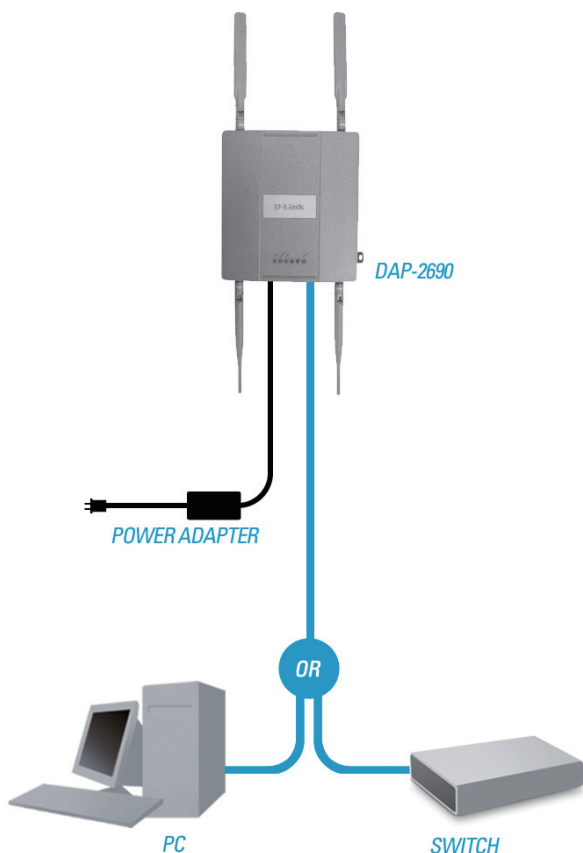 D-Link
DAP-2690
POWER ADAPTER
OR
PC
SWITCH